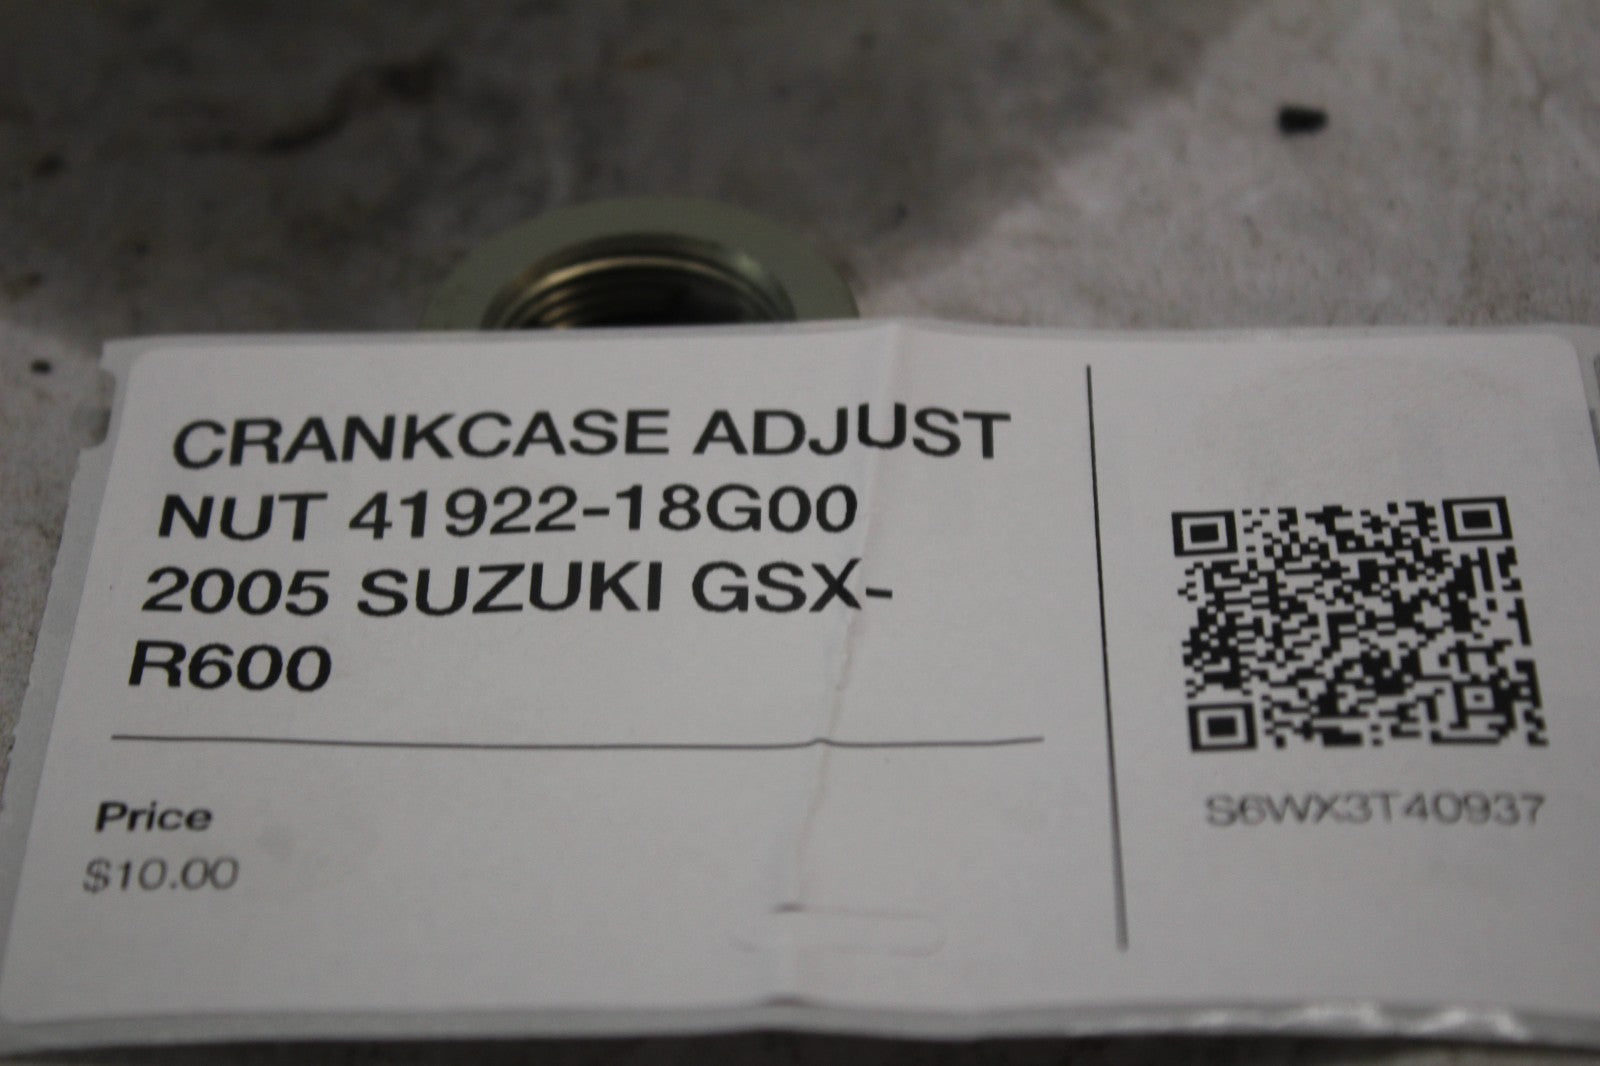 CRANKCASE ADJUST
NUT 41922-18G00
2005 SUZUKI GSX-
R600
Price
$10.00
S6WX3T40937